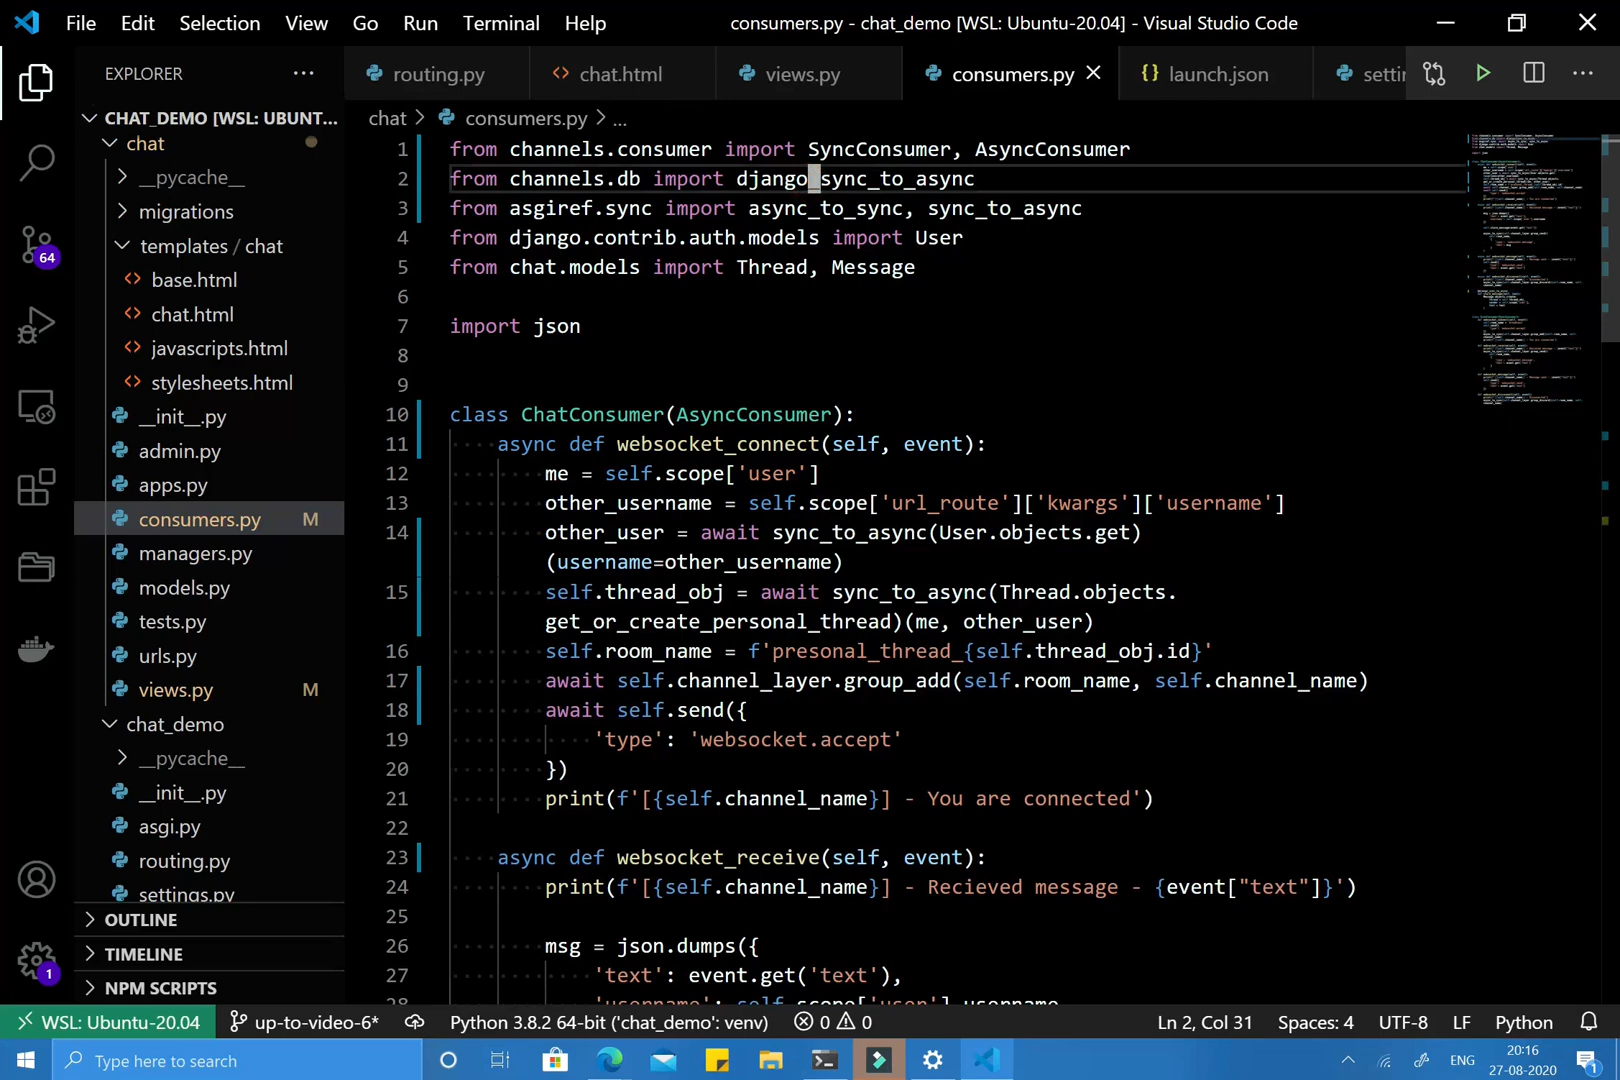 File Edit Selection View Go Run Terminal Help
consumers.py - chat_demo [WSL: Ubuntu-20.04] - Visual Studio Code
EXPLORER
routing.py
chat.html
views.py
consumers.py
launch.json
settin
CHAT_DEMO [WSL: UBUNT...
chat
__pycache__
migrations
templates / chat
base.html
chat.html
javascripts.html
stylesheets.html
__init__.py
admin.py
apps.py
consumers.py M
managers.py
models.py
tests.py
urls.py
views.py M
chat_demo
__pycache__
__init__.py
asgi.py
routing.py
settings.py
OUTLINE
TIMELINE
NPM SCRIPTS
64
1
chat > consumers.py > ...
1 from channels.consumer import SyncConsumer, AsyncConsumer
2 from channels.db import django_sync_to_async
3 from asgiref.sync import async_to_sync, sync_to_async
4 from django.contrib.auth.models import User
5 from chat.models import Thread, Message
6
7 import json
8
9
10 class ChatConsumer(AsyncConsumer):
11 async def websocket_connect(self, event):
12 me = self.scope['user']
13 other_username = self.scope['url_route']['kwargs']['username']
14 other_user = await sync_to_async(User.objects.get)
(username=other_username)
15 self.thread_obj = await sync_to_async(Thread.objects.
get_or_create_personal_thread)(me, other_user)
16 self.room_name = f'presonal_thread_{self.thread_obj.id}'
17 await self.channel_layer.group_add(self.room_name, self.channel_name)
18 await self.send({
19 'type': 'websocket.accept'
20 })
21 print(f'[{self.channel_name}] - You are connected')
22
23 async def websocket_receive(self, event):
24 print(f'[{self.channel_name}] - Recieved message - {event["text"]}')
25
26 msg = json.dumps({
27 'text': event.get('text'),
28 'username': self.scope['user'].username
WSL: Ubuntu-20.04
up-to-video-6*
Python 3.8.2 64-bit ('chat_demo': venv)
0 0
Ln 2, Col 31
Spaces: 4
UTF-8
LF
Python
Type here to search
ENG
20:16
27-08-2020
1